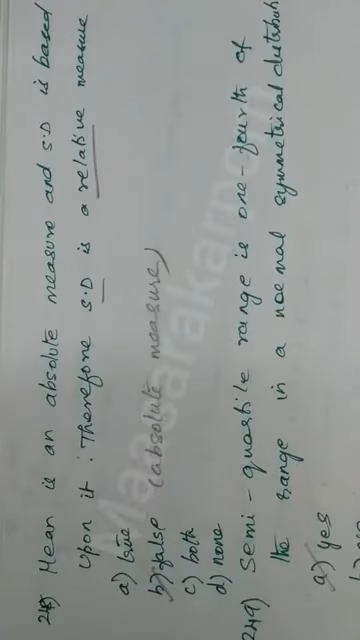 248) Mean is an absolute measure and S.D is based
upon it. Therefore S.D is a relative measure
a) true
b) false (absolute measure)
c) both
d) none
249) Semi-quartile range is one-fourth of
the range in a normal symmetrical distribu
a) yes